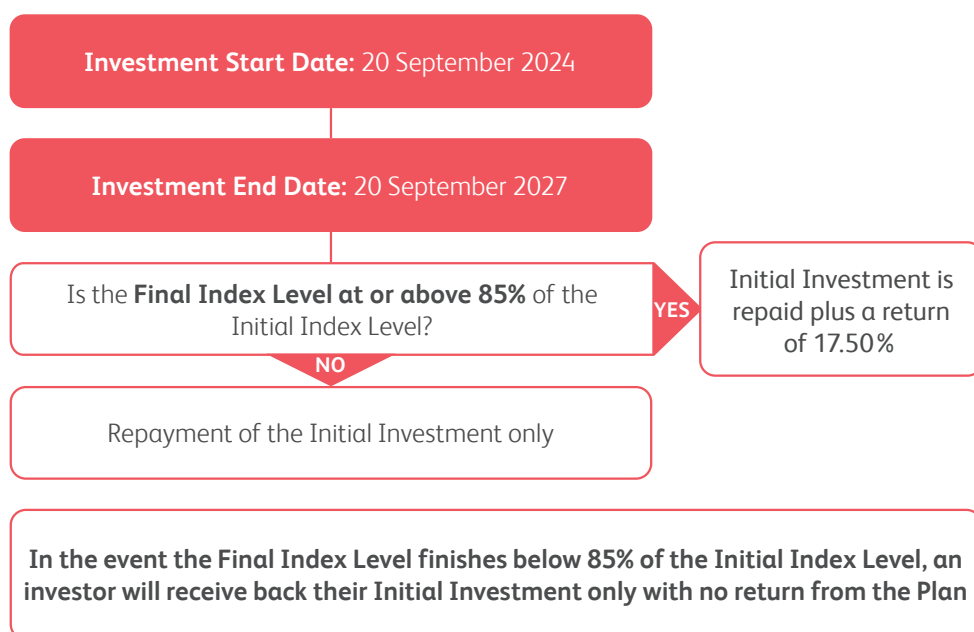 Investment Start Date: 20 September 2024
Investment End Date: 20 September 2027
Is the Final Index Level at or above 85% of the
Initial Index Level?
YES
Initial Investment is
repaid plus a return
of 17.50%
NO
Repayment of the Initial Investment only
In the event the Final Index Level finishes below 85% of the Initial Index Level, an
investor will receive back their Initial Investment only with no return from the Plan